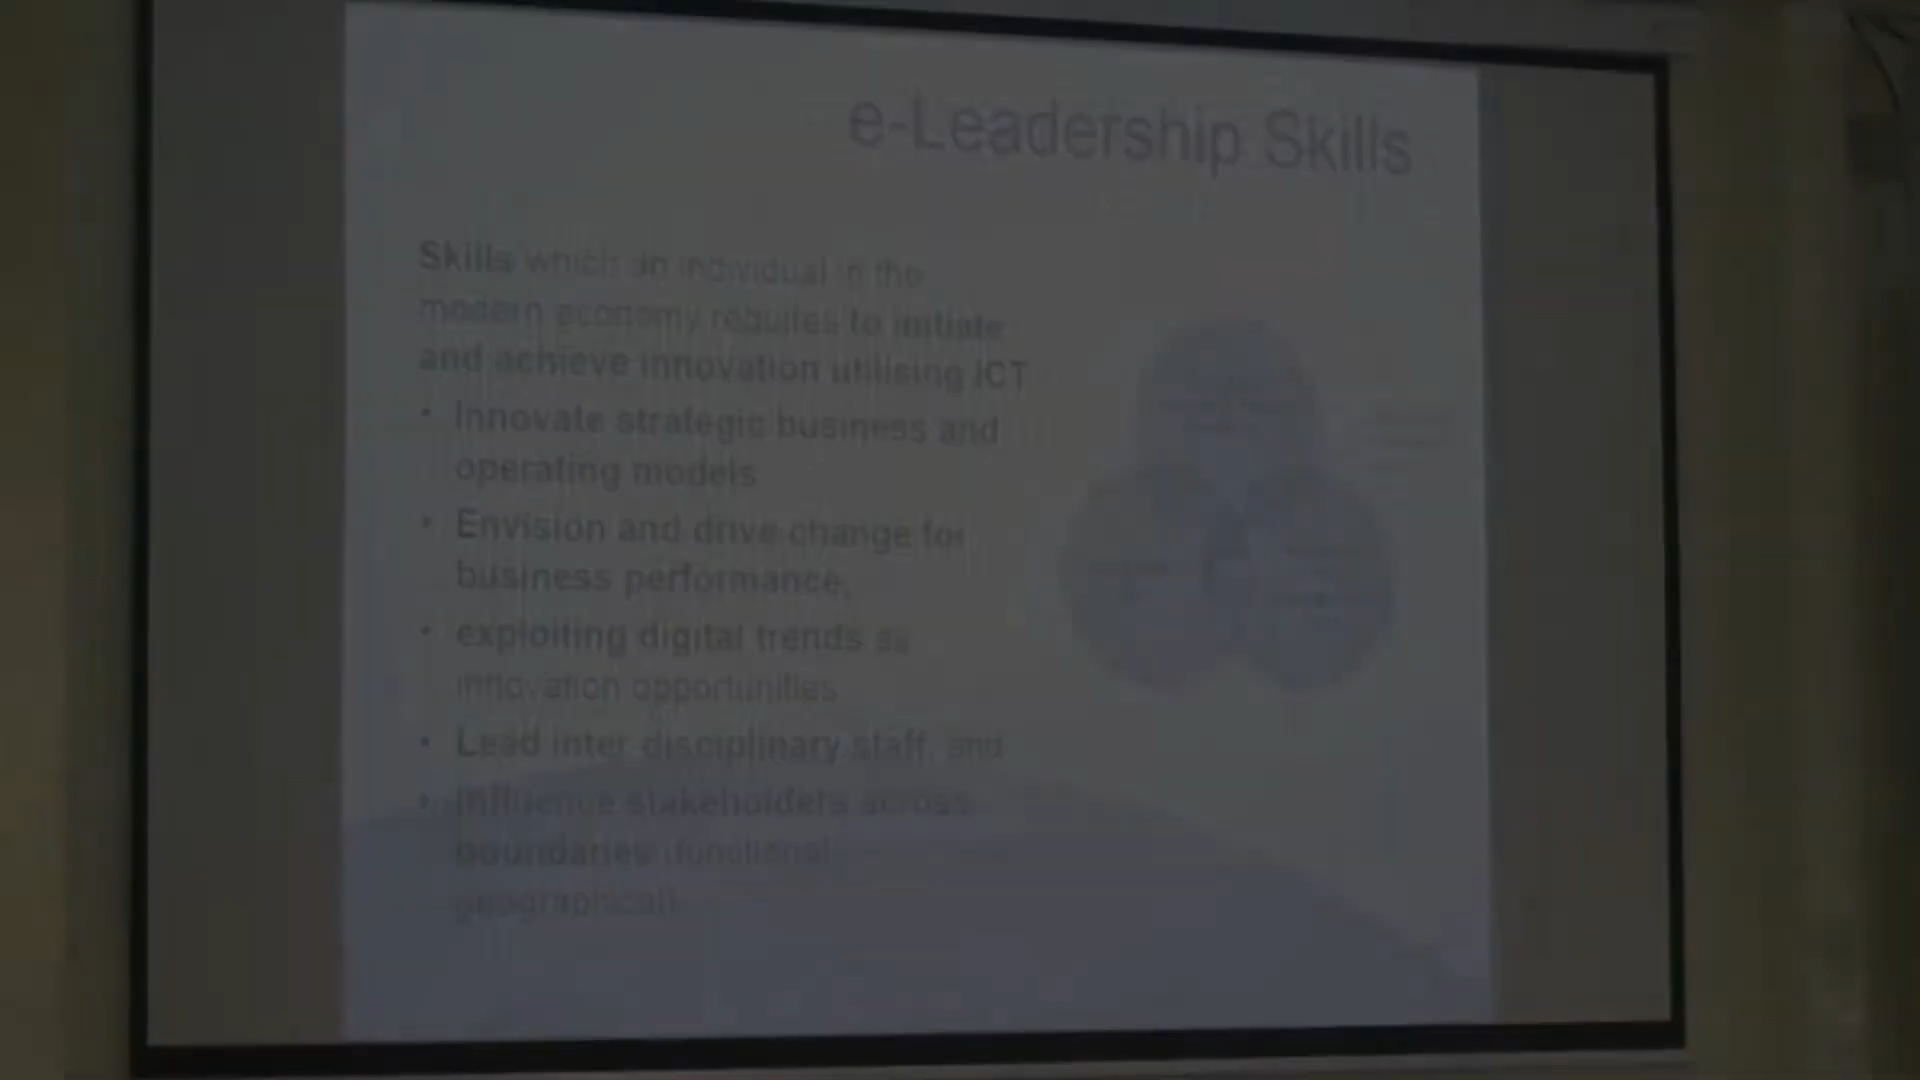 e-Leadership Skills
Skills which an individual in the
modern economy requires to initiate
and achieve innovation utilising ICT
• Innovate strategic business and
operating models
• Envision and drive change for
business performance,
• exploiting digital trends as
innovation opportunities
• Lead inter disciplinary staff, and
• influence stakeholders across
boundaries (functional,
geographical)